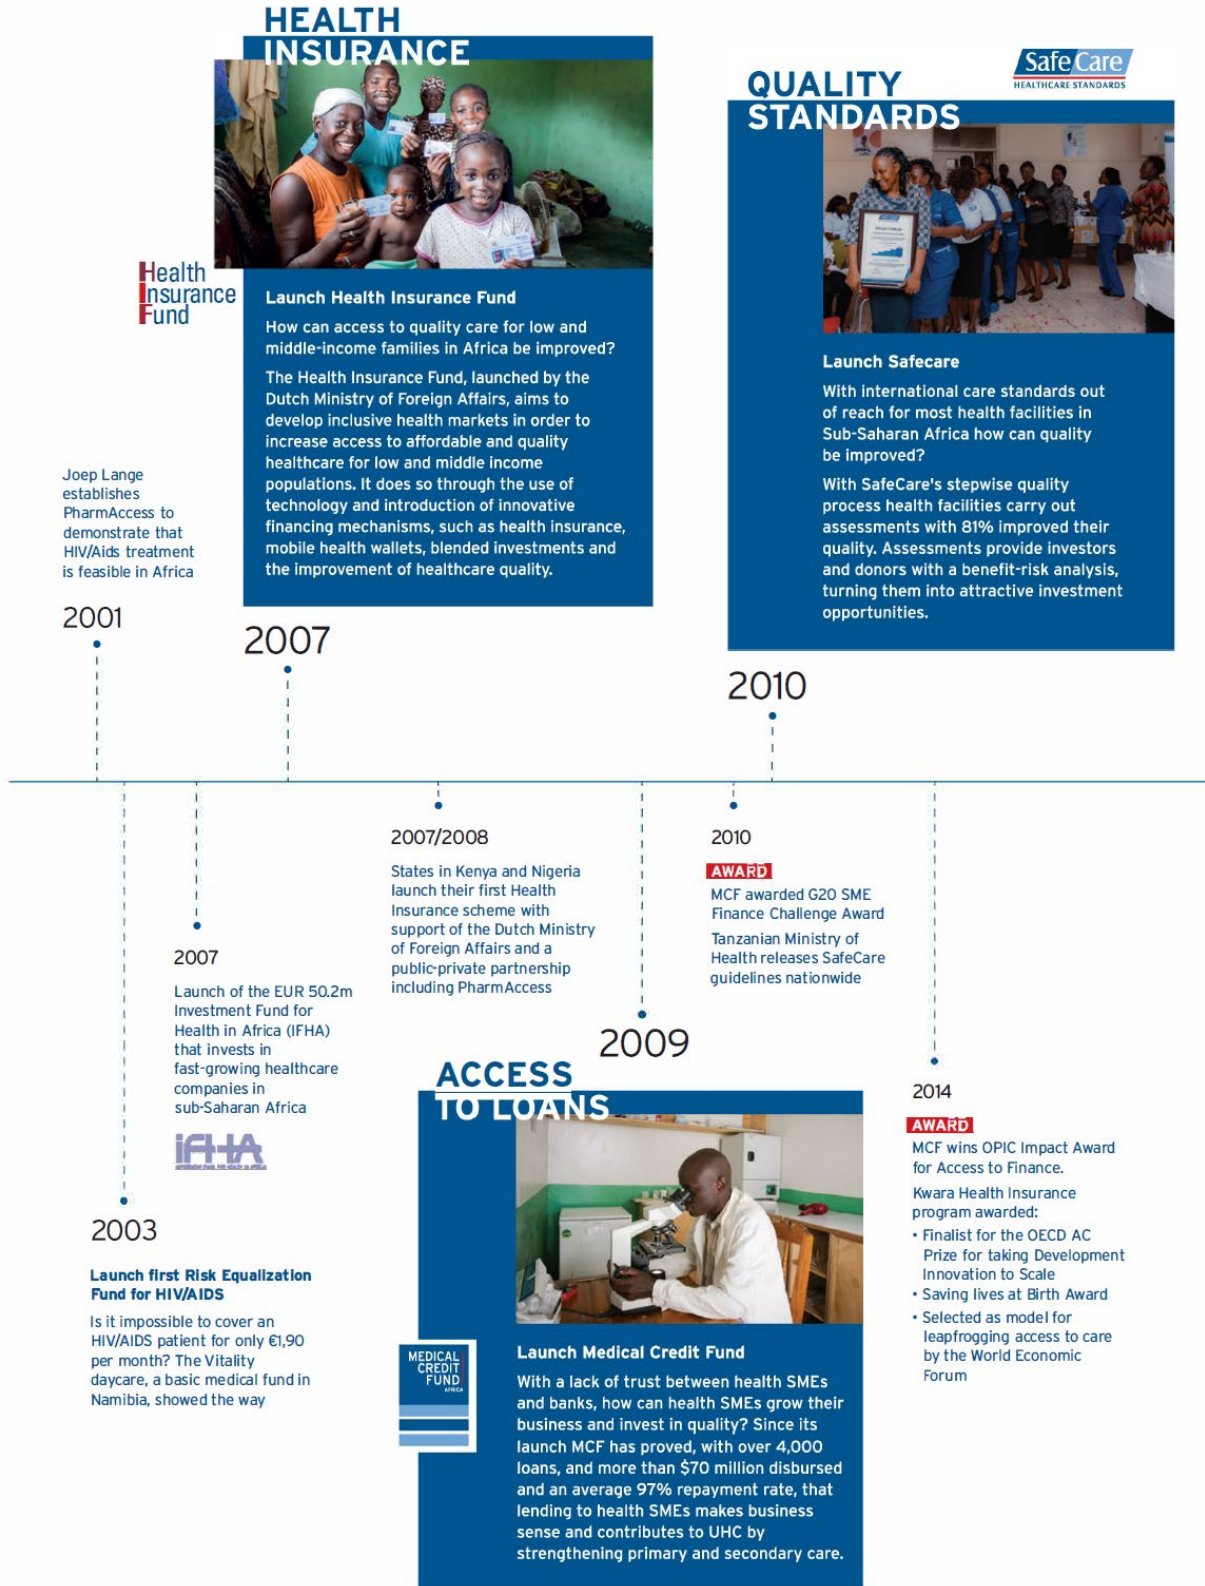 HEALTH
INSURANCE
Health
Insurance
Fund
Launch Health Insurance Fund
How can access to quality care for low and
middle-income families in Africa be improved?
The Health Insurance Fund, launched by the
Dutch Ministry of Foreign Affairs, aims to
develop inclusive health markets in order to
increase access to affordable and quality
healthcare for low and middle income
populations. It does so through the use of
technology and introduction of innovative
financing mechanisms, such as health insurance,
mobile health wallets, blended investments and
the improvement of healthcare quality.
SafeCare
HEALTHCARE STANDARDS
QUALITY
STANDARDS
Launch Safecare
With international care standards out
of reach for most health facilities in
Sub-Saharan Africa how can quality
be improved?
With SafeCare's stepwise quality
process health facilities carry out
assessments with 81% improved their
quality. Assessments provide investors
and donors with a benefit-risk analysis,
turning them into attractive investment
opportunities.
Joep Lange
establishes
PharmAccess to
demonstrate that
HIV/Aids treatment
is feasible in Africa
2001
2007
2010
2007/2008
States in Kenya and Nigeria
launch their first Health
Insurance scheme with
support of the Dutch Ministry
of Foreign Affairs and a
public-private partnership
including PharmAccess
2010
AWARD
MCF awarded G20 SME
Finance Challenge Award
Tanzanian Ministry of
Health releases SafeCare
guidelines nationwide
2007
Launch of the EUR 50.2m
Investment Fund for
Health in Africa (IFHA)
that invests in
fast-growing healthcare
companies in
sub-Saharan Africa
iFHA
2009
ACCESS
TO LOANS
2014
AWARD
MCF wins OPIC Impact Award
for Access to Finance.
Kwara Health Insurance
program awarded:
• Finalist for the OECD AC
Prize for taking Development
Innovation to Scale
• Saving lives at Birth Award
• Selected as model for
leapfrogging access to care
by the World Economic
Forum
2003
Launch first Risk Equalization
Fund for HIV/AIDS
Is it impossible to cover an
HIV/AIDS patient for only €1,90
per month? The Vitality
daycare, a basic medical fund in
Namibia, showed the way
MEDICAL
CREDIT
FUND
AFRICA
Launch Medical Credit Fund
With a lack of trust between health SMEs
and banks, how can health SMEs grow their
business and invest in quality? Since its
launch MCF has proved, with over 4,000
loans, and more than $70 million disbursed
and an average 97% repayment rate, that
lending to health SMEs makes business
sense and contributes to UHC by
strengthening primary and secondary care.